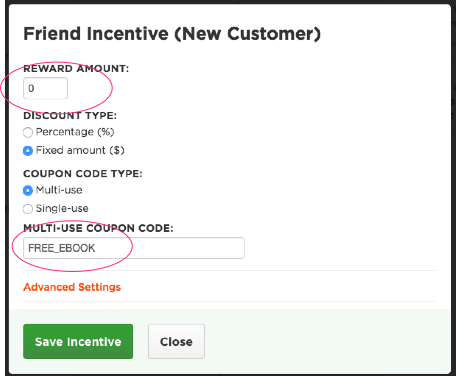 Friend Incentive (New Customer)
REWARD AMOUNT:
0
DISCOUNT TYPE:
Percentage (%)
Fixed amount ($)
COUPON CODE TYPE:
Multi-use
Single-use
MULTI-USE COUPON CODE:
FREE_EBOOK
Advanced Settings
Save Incentive Close